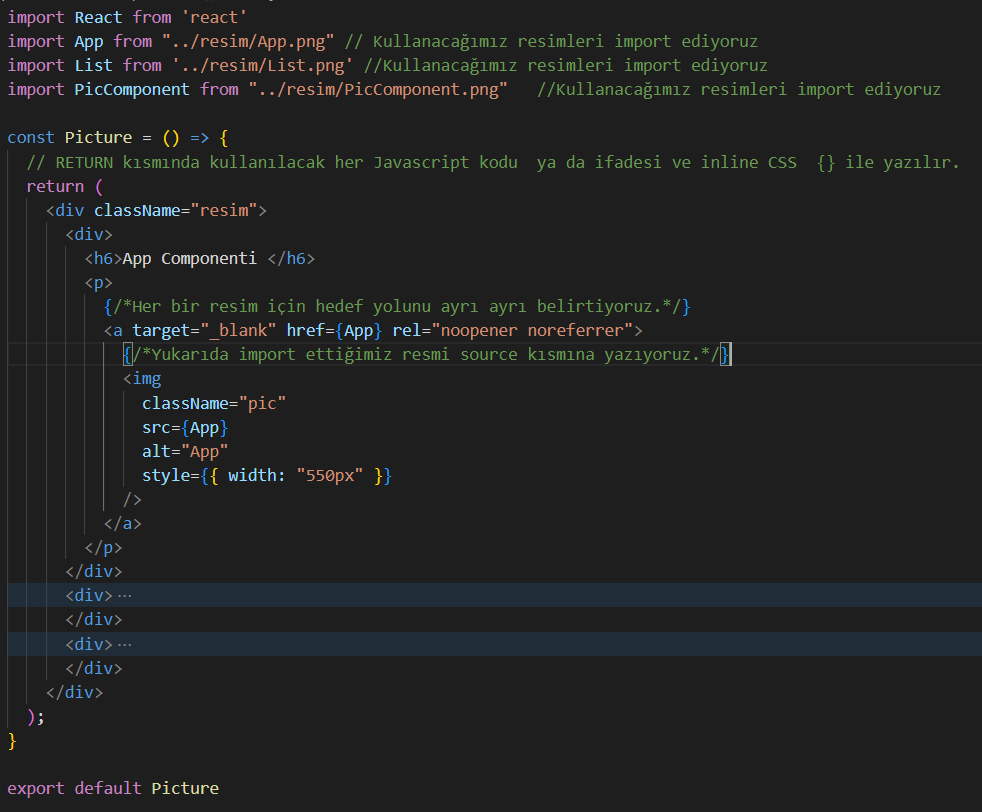 import React from 'react'
import App from "../resim/App.png" // Kullanacağımız resimleri import ediyoruz
import List from '../resim/List.png' //Kullanacağımız resimleri import ediyoruz
import PicComponent from "../resim/PicComponent.png"   //Kullanacağımız resimleri import ediyoruz

const Picture = () => {
  // RETURN kısmında kullanılacak her Javascript kodu  ya da ifadesi ve inline CSS  {} ile yazılır.
  return (
    <div className="resim">
      <div>
        <h6>App Componenti </h6>
        <p>
          {/*Her bir resim için hedef yolunu ayrı ayrı belirtiyoruz.*/}
          <a target="_blank" href={App} rel="noopener noreferrer">
            {/*Yukarıda import ettiğimiz resmi source kısmına yazıyoruz.*/}
            <img
              className="pic"
              src={App}
              alt="App"
              style={{ width: "550px" }}
            />
          </a>
        </p>
      </div>
      <div>···
      </div>
      <div>···
      </div>
    </div>
  );
}

export default Picture